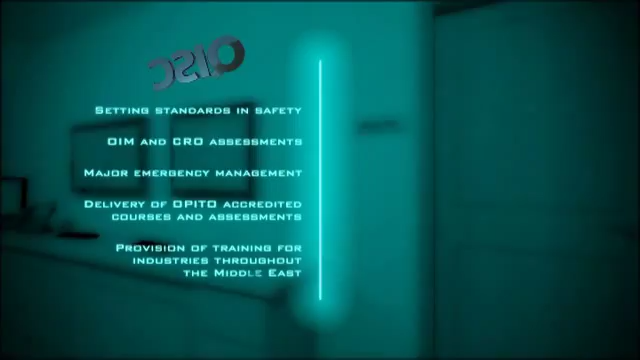 OISC
SETTING STANDARDS IN SAFETY
OIM AND CRO ASSESSMENTS
MAJOR EMERGENCY MANAGEMENT
DELIVERY OF OPITO ACCREDITED
COURSES AND ASSESSMENTS
PROVISION OF TRAINING FOR
INDUSTRIES THROUGHOUT
THE MIDDLE EAST